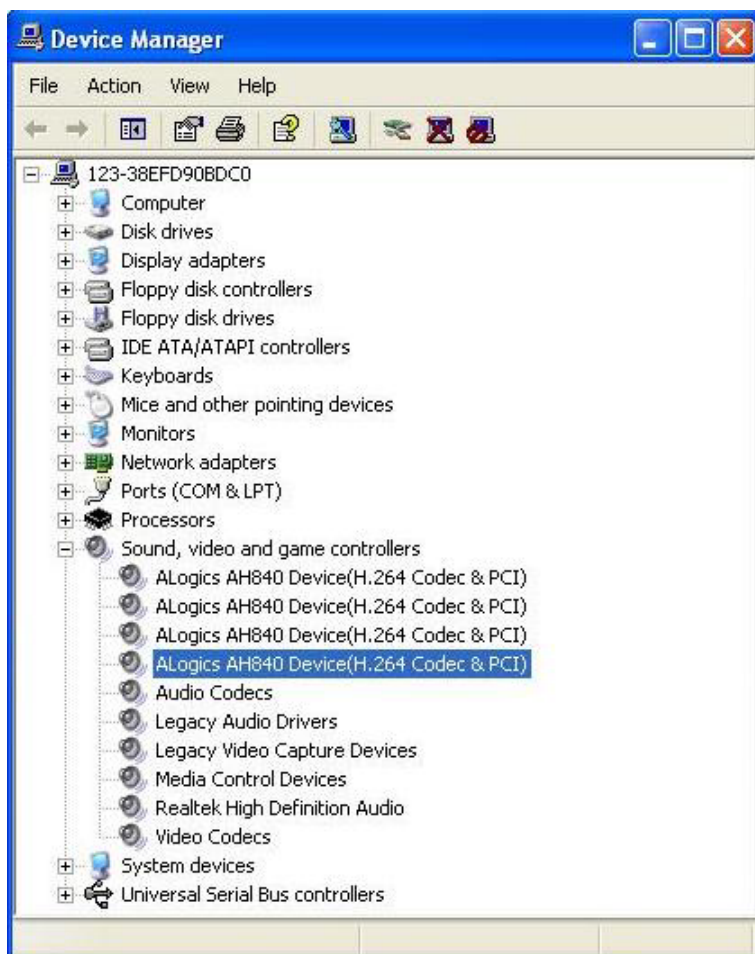 Device Manager
File Action View Help
123-38EFD90BDC0
Computer
Disk drives
Display adapters
Floppy disk controllers
Floppy disk drives
IDE ATA/ATAPI controllers
Keyboards
Mice and other pointing devices
Monitors
Network adapters
Ports (COM & LPT)
Processors
Sound, video and game controllers
ALogics AH840 Device(H.264 Codec & PCI)
ALogics AH840 Device(H.264 Codec & PCI)
ALogics AH840 Device(H.264 Codec & PCI)
ALogics AH840 Device(H.264 Codec & PCI)
Audio Codecs
Legacy Audio Drivers
Legacy Video Capture Devices
Media Control Devices
Realtek High Definition Audio
Video Codecs
System devices
Universal Serial Bus controllers